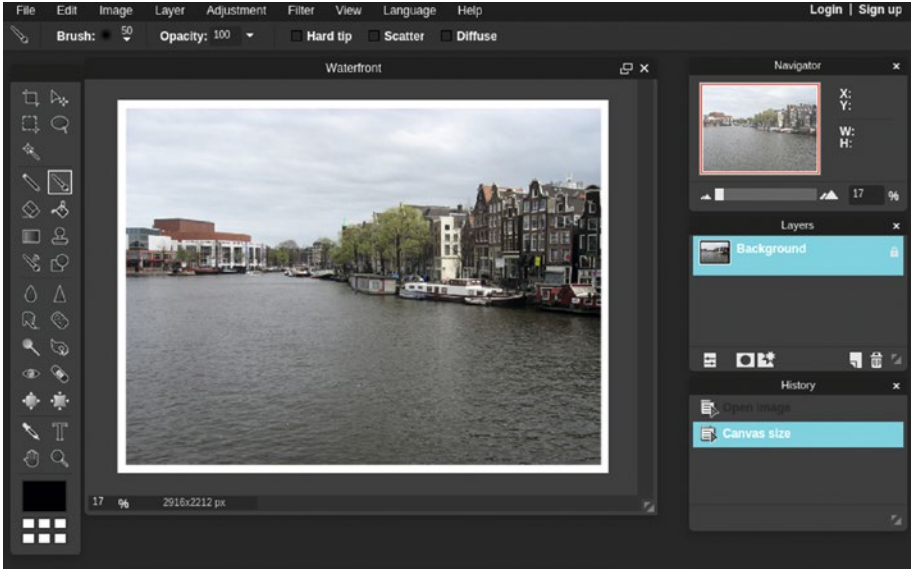 File Edit Image Layer Adjustment Filter View Language Help Login | Sign up
Brush: 50 Opacity: 100 Hard tip Scatter Diffuse
Waterfront
Navigator
X:
Y:
W:
H:
17 %
Layers
Background
History
Open image
Canvas size
17 % 2916x2212 px